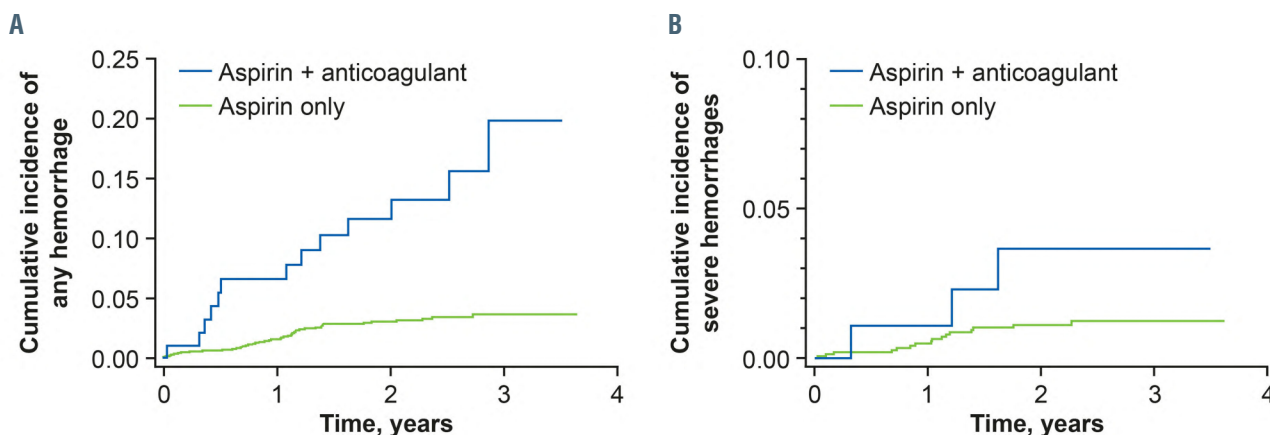 A
Cumulative incidence of
any hemorrhage
0.25
0.20
0.15
0.10
0.05
0.00
Aspirin + anticoagulant
Aspirin only
0 1 2 3 4
Time, years
B
Cumulative incidence of
severe hemorrhages
0.10
0.05
0.00
Aspirin + anticoagulant
Aspirin only
0 1 2 3 4
Time, years